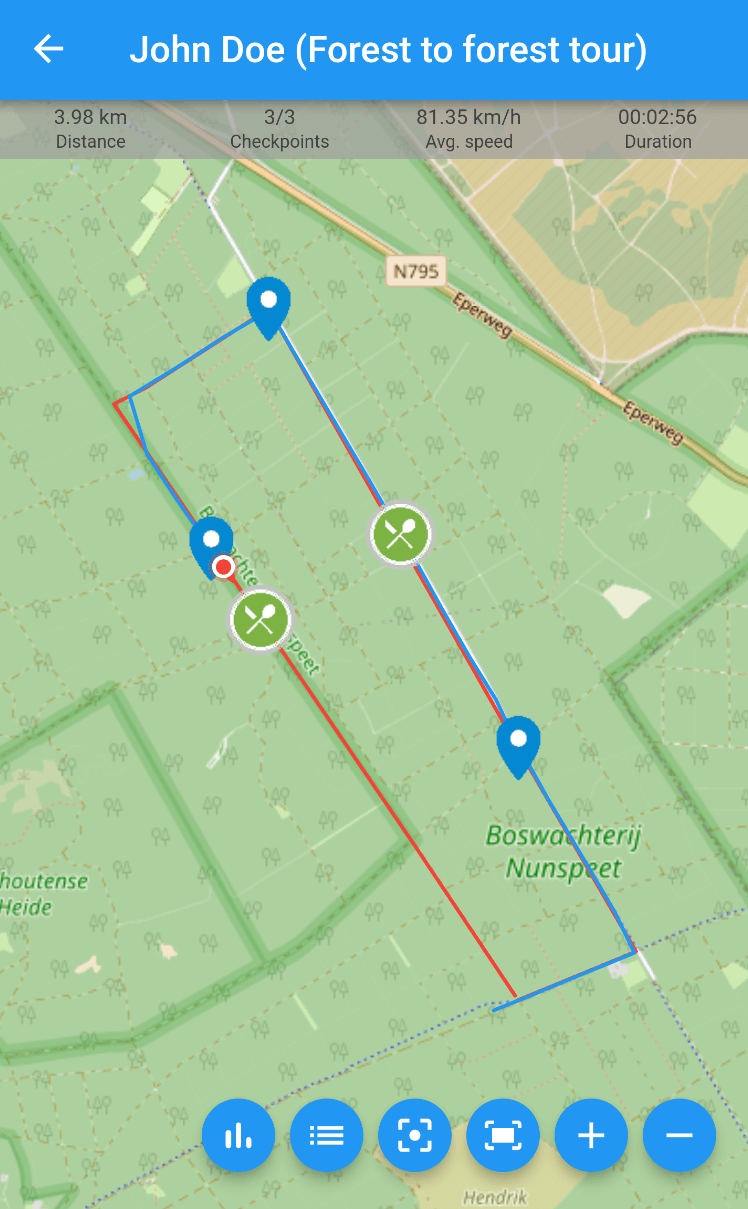 John Doe (Forest to forest tour)
3.98 km
3/3
81.35 km/h
00:02:56
Distance
Checkpoints
Avg. speed
Duration
N795
Eperweg
Eperweg
Boswachterij
Nunspeet
houtense
Heide
Hendrik